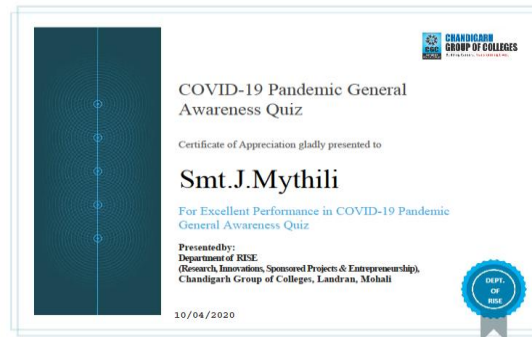 CGC
CHANDIGARH
GROUP OF COLLEGES
COVID-19 Pandemic General
Awareness Quiz
Certificate of Appreciation gladly presented to
Smt.J.Mythili
For Excellent Performance in COVID-19 Pandemic
General Awareness Quiz
Presentedby:
Department of RISE
(Research, Innovations, Sponsored Projects & Entrepreneurship),
Chandigarh Group of Colleges, Landran, Mohali
DEPT.
OF
RISE
10/04/2020